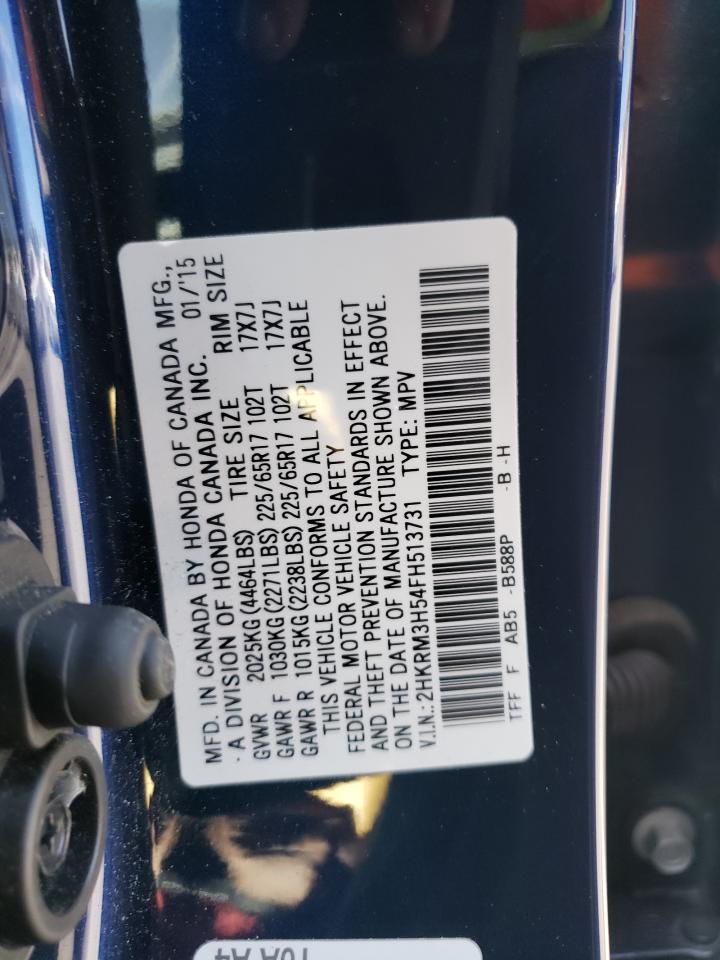 MFD. IN CANADA BY HONDA OF CANADA MFG.,
- A DIVISION OF HONDA CANADA INC. 01/'15
GVWR 2025KG(4464LBS) TIRE SIZE RIM SIZE
GAWR F 1030KG(2271LBS) 225/65R17 102T 17X7J
GAWR R 1015KG(2238LBS) 225/65R17 102T 17X7J
THIS VEHICLE CONFORMS TO ALL APPLICABLE
FEDERAL MOTOR VEHICLE SAFETY
AND THEFT PREVENTION STANDARDS IN EFFECT
ON THE DATE OF MANUFACTURE SHOWN ABOVE.
V.I.N.: 2HKRM3H54FH513731 TYPE: MPV
TFF F AB5 -B588P -B -H